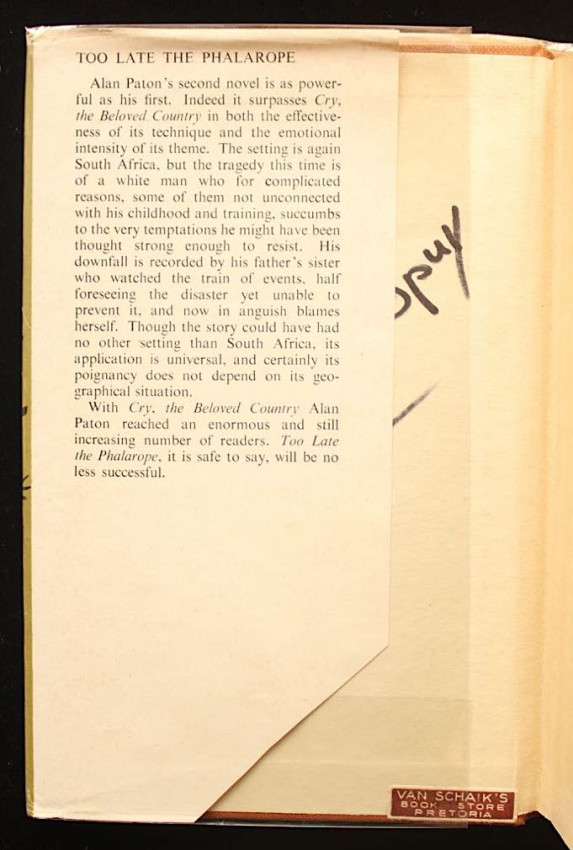 TOO LATE THE PHALAROPE
Alan Paton's second novel is as power-
ful as his first. Indeed it surpasses Cry,
the Beloved Country in both the effective-
ness of its technique and the emotional
intensity of its theme. The setting is again
South Africa, but the tragedy this time is
of a white man who for complicated
reasons, some of them not unconnected
with his childhood and training, succumbs
to the very temptations he might have been
thought strong enough to resist. His
downfall is recorded by his father's sister
who watched the train of events, half
foreseeing the disaster yet unable to
prevent it, and now in anguish blames
herself. Though the story could have had
no other setting than South Africa, its
application is universal, and certainly its
poignancy does not depend on its geo-
graphical situation.
With Cry, the Beloved Country Alan
Paton reached an enormous and still
increasing number of readers. Too Late
the Phalarope, it is safe to say, will be no
less successful.
VAN SCHAIK'S
BOOK STORE
PRETORIA